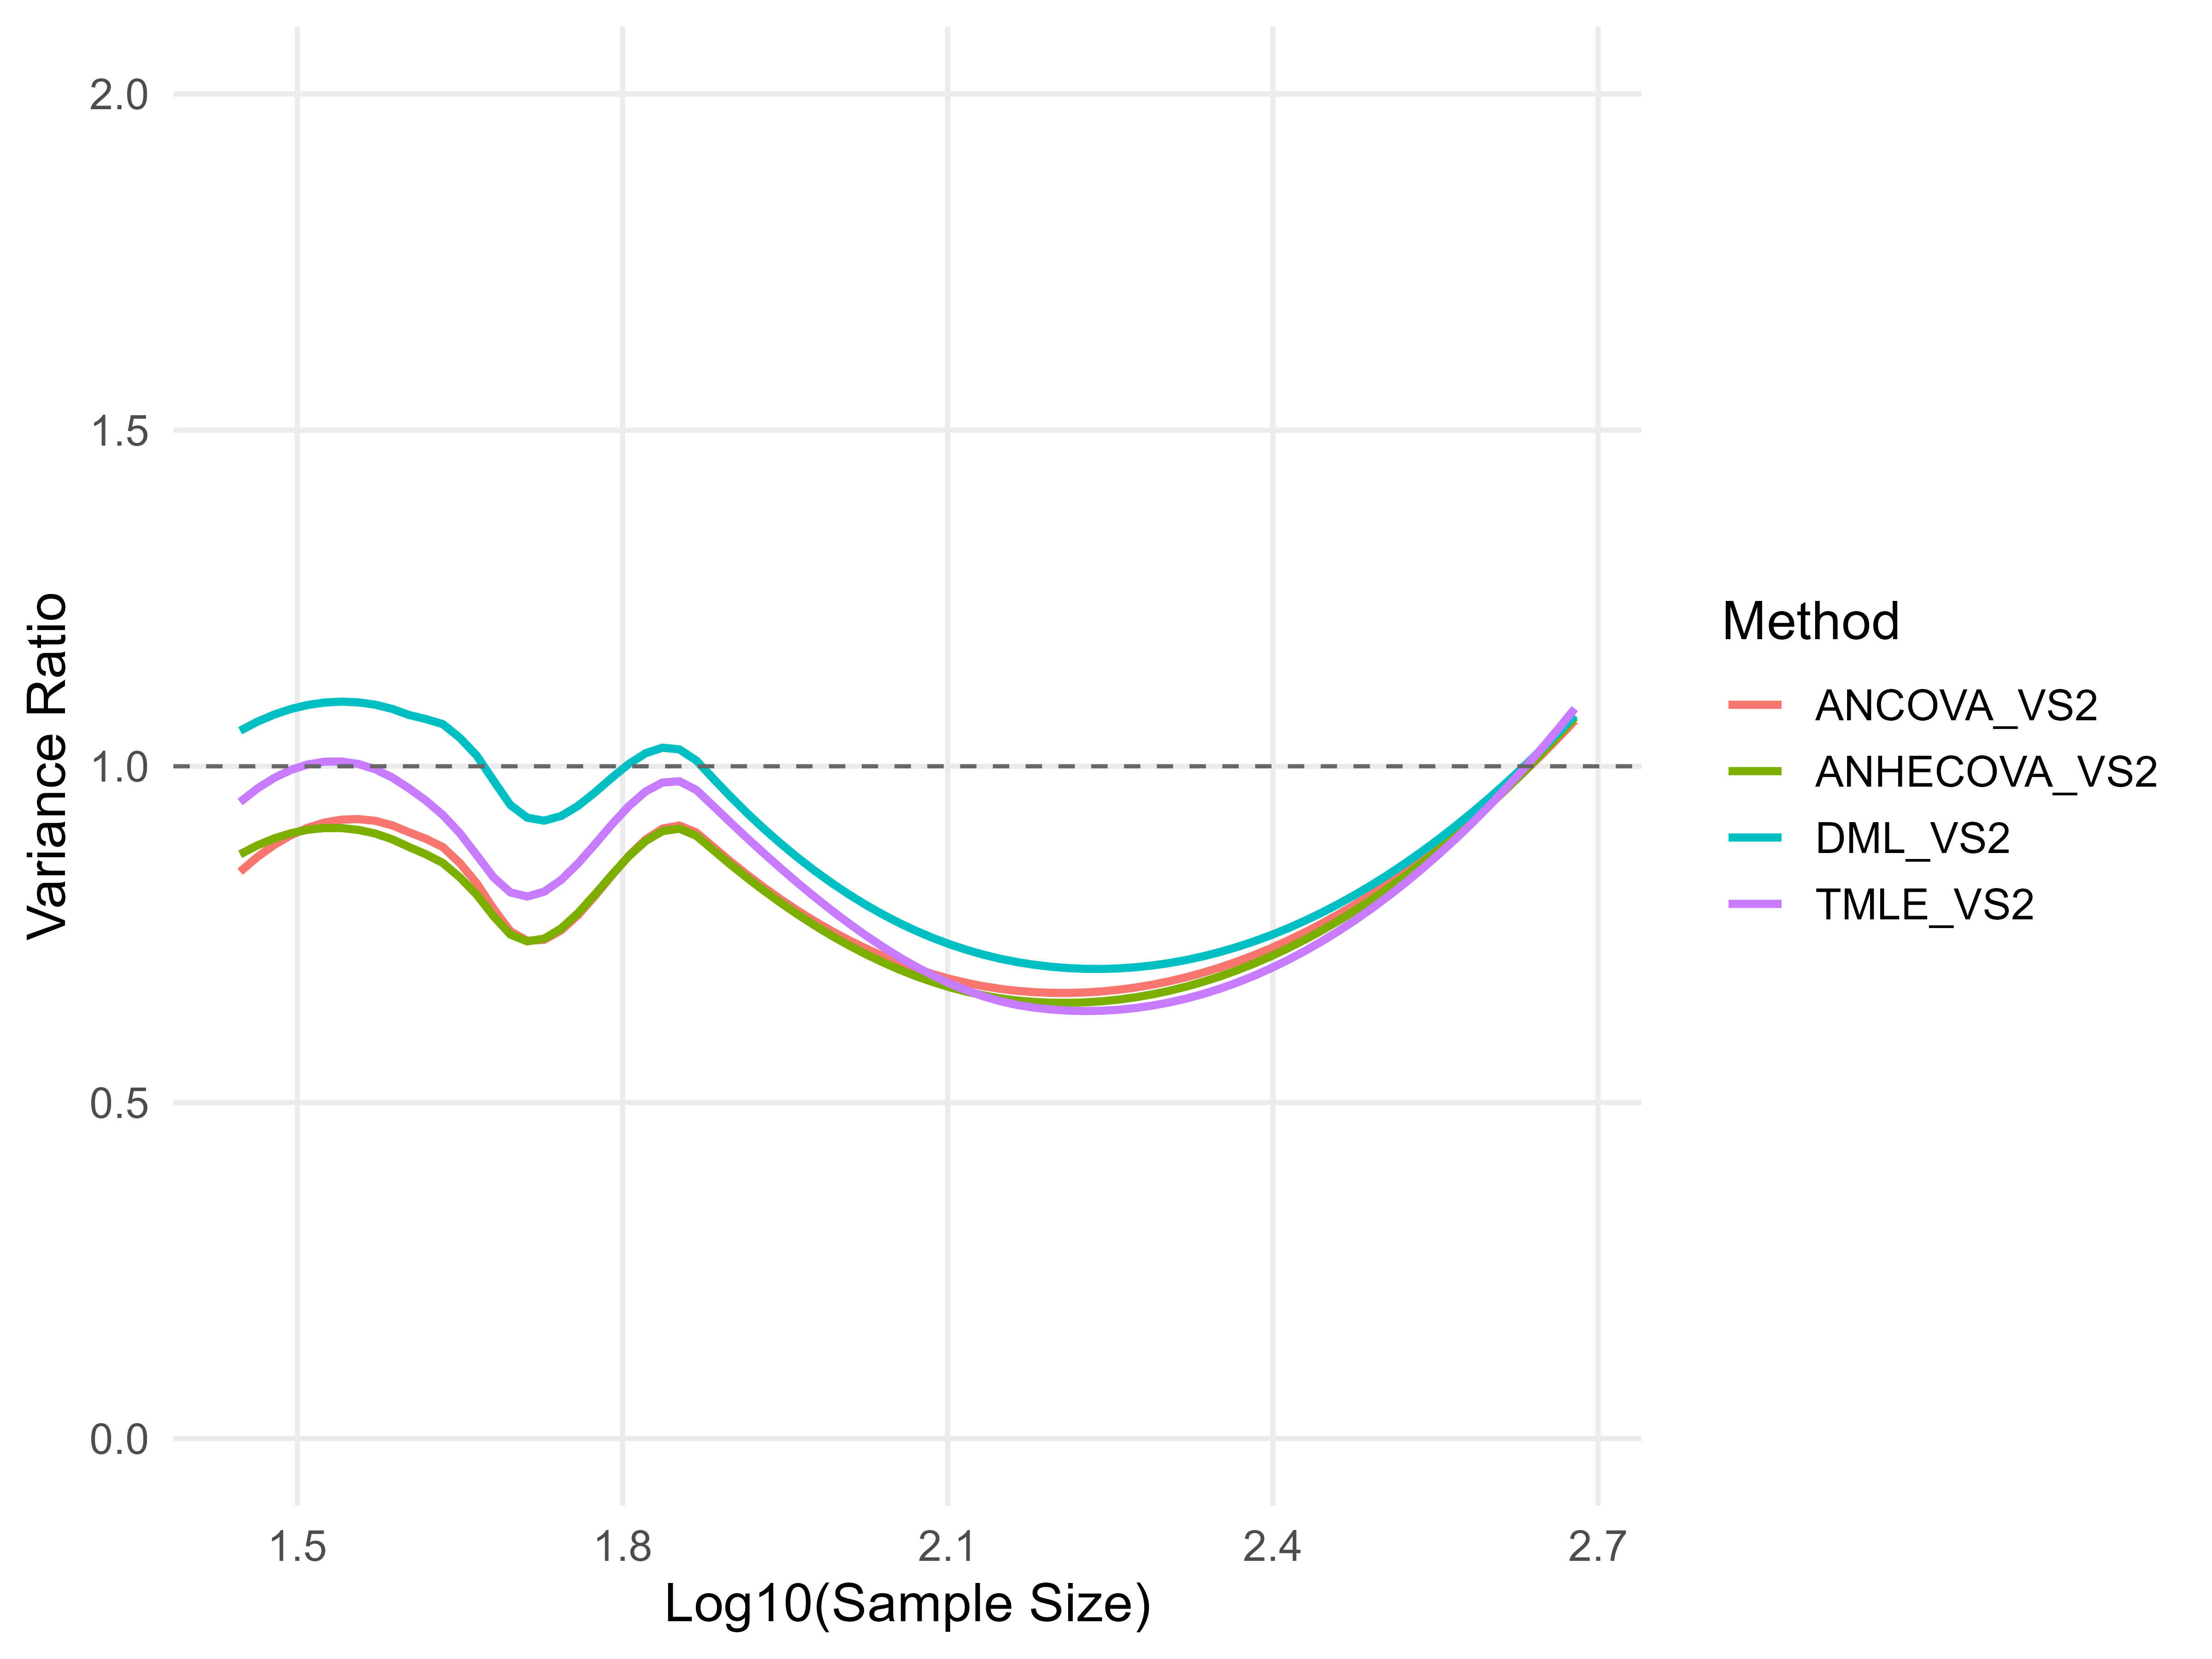 2.0
1.5
1.0
0.5
0.0
Variance Ratio
1.5 1.8 2.1 2.4 2.7
Log10(Sample Size)
Method
ANCOVA_VS2
ANHECOVA_VS2
DML_VS2
TMLE_VS2